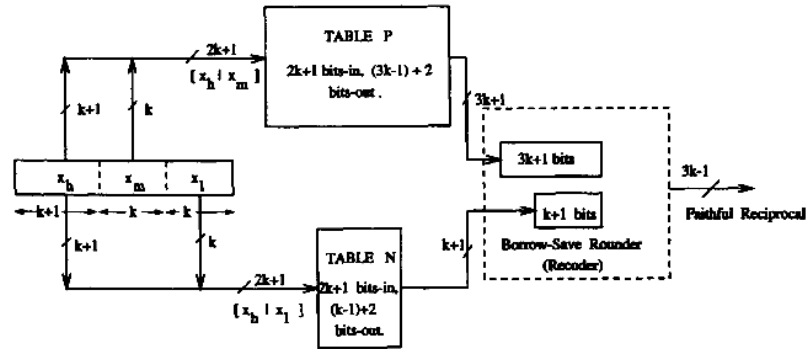 TABLE P
2k+1 bits-in, (3k-1) + 2
bits-out.
2k+1
[ x_h | x_m ]
k+1
k
3k+1
x_h x_m x_l
k+1 k k
k+1
k
2k+1
[ x_h | x_l ]
TABLE N
2k+1 bits-in,
(k-1)+2
bits-out.
k+1
3k+1 bits
k+1 bits
Borrow-Save Rounder
(Recoder)
3k-1
Faithful Reciprocal